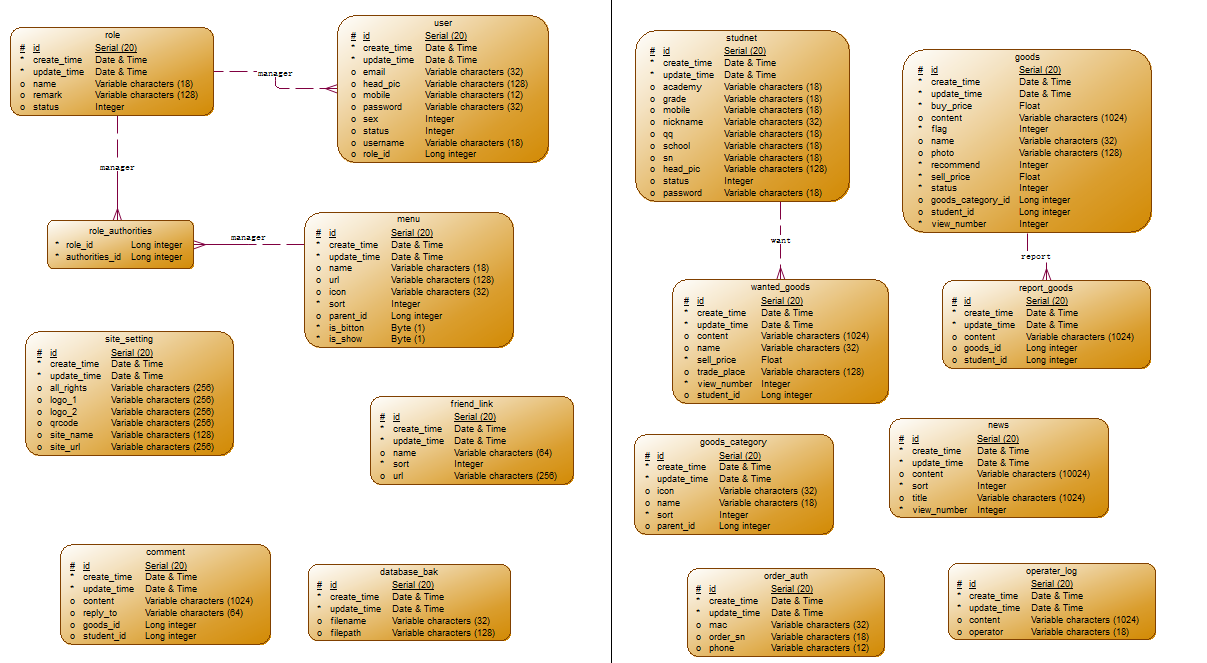 role
# id Serial (20)
* create_time Date & Time
* update_time Date & Time
o name Variable characters (18)
o remark Variable characters (128)
o status Integer
manager
user
# id Serial (20)
* create_time Date & Time
* update_time Date & Time
o email Variable characters (32)
o head_pic Variable characters (128)
o mobile Variable characters (12)
o password Variable characters (32)
o sex Integer
o status Integer
o username Variable characters (18)
o role_id Long integer
manager
role_authorities
* role_id Long integer
* authorities_id Long integer
manager
menu
# id Serial (20)
* create_time Date & Time
* update_time Date & Time
o name Variable characters (18)
o url Variable characters (128)
o icon Variable characters (32)
* sort Integer
o parent_id Long integer
* is_bitton Byte (1)
* is_show Byte (1)
site_setting
# id Serial (20)
* create_time Date & Time
* update_time Date & Time
o all_rights Variable characters (256)
o logo_1 Variable characters (256)
o logo_2 Variable characters (256)
o qrcode Variable characters (256)
o site_name Variable characters (128)
o site_url Variable characters (256)
friend_link
# id Serial (20)
* create_time Date & Time
* update_time Date & Time
o name Variable characters (64)
* sort Integer
o url Variable characters (256)
comment
# id Serial (20)
* create_time Date & Time
* update_time Date & Time
o content Variable characters (1024)
o reply_to Variable characters (64)
o goods_id Long integer
o student_id Long integer
database_bak
# id Serial (20)
* create_time Date & Time
* update_time Date & Time
o filename Variable characters (32)
o filepath Variable characters (128)
studnet
# id Serial (20)
* create_time Date & Time
* update_time Date & Time
o academy Variable characters (18)
o grade Variable characters (18)
o mobile Variable characters (18)
o nickname Variable characters (32)
o qq Variable characters (18)
o school Variable characters (18)
o sn Variable characters (18)
o head_pic Variable characters (128)
o status Integer
o password Variable characters (18)
want
goods
# id Serial (20)
* create_time Date & Time
* update_time Date & Time
* buy_price Float
o content Variable characters (1024)
* flag Integer
o name Variable characters (32)
o photo Variable characters (128)
* recommend Integer
* sell_price Float
* status Integer
o goods_category_id Long integer
o student_id Long integer
* view_number Integer
report
wanted_goods
# id Serial (20)
* create_time Date & Time
* update_time Date & Time
o content Variable characters (1024)
o name Variable characters (32)
* sell_price Float
o trade_place Variable characters (128)
* view_number Integer
o student_id Long integer
report_goods
# id Serial (20)
* create_time Date & Time
* update_time Date & Time
o content Variable characters (1024)
o goods_id Long integer
o student_id Long integer
goods_category
# id Serial (20)
* create_time Date & Time
* update_time Date & Time
o icon Variable characters (32)
o name Variable characters (18)
* sort Integer
o parent_id Long integer
news
# id Serial (20)
* create_time Date & Time
* update_time Date & Time
o content Variable characters (10024)
* sort Integer
o title Variable characters (1024)
* view_number Integer
order_auth
# id Serial (20)
* create_time Date & Time
* update_time Date & Time
o mac Variable characters (32)
o order_sn Variable characters (18)
o phone Variable characters (12)
operater_log
# id Serial (20)
* create_time Date & Time
* update_time Date & Time
o content Variable characters (1024)
o operator Variable characters (18)